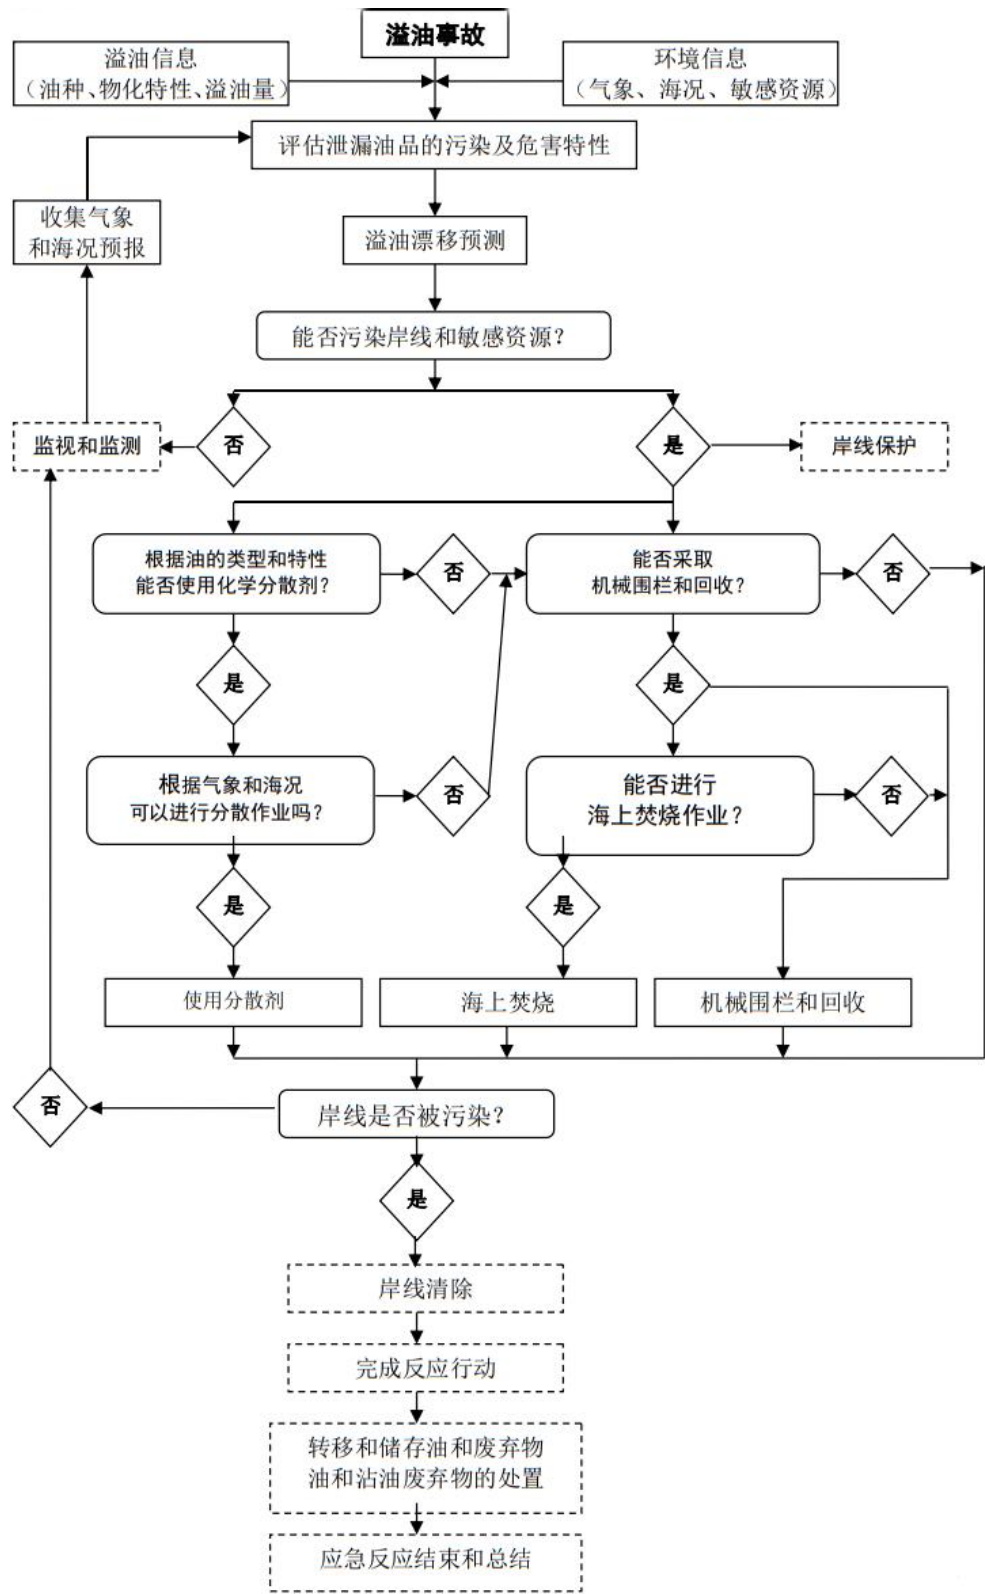 溢油事故
溢油信息
(油种、物化特性、溢油量)
环境信息
(气象、海况、敏感资源)
评估泄漏油品的污染及危害特性
收集气象
和海况预报
溢油漂移预测
能否污染岸线和敏感资源?
监视和监测
否
是
岸线保护
根据油的类型和特性
能否使用化学分散剂?
否
能否采取
机械围栏和回收?
否
是
是
根据气象和海况
可以进行分散作业吗?
否
能否进行
海上焚烧作业?
否
是
是
使用分散剂
海上焚烧
机械围栏和回收
否
岸线是否被污染?
是
岸线清除
完成反应行动
转移和储存油和废弃物
油和沾油废弃物的处置
应急反应结束和总结